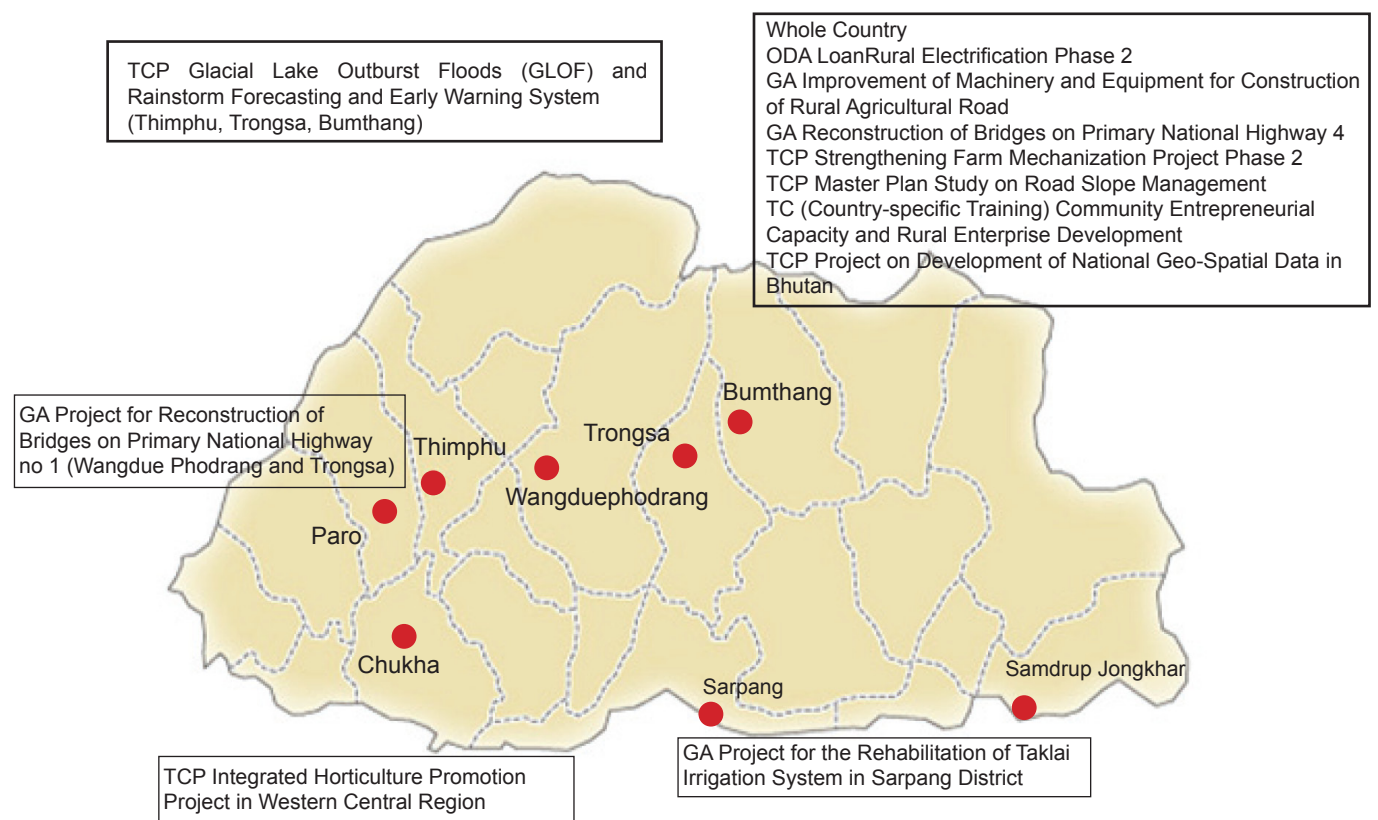 TCP Glacial Lake Outburst Floods (GLOF) and
Rainstorm Forecasting and Early Warning System
(Thimphu, Trongsa, Bumthang)
Whole Country
ODA LoanRural Electrification Phase 2
GA Improvement of Machinery and Equipment for Construction
of Rural Agricultural Road
GA Reconstruction of Bridges on Primary National Highway 4
TCP Strengthening Farm Mechanization Project Phase 2
TCP Master Plan Study on Road Slope Management
TC (Country-specific Training) Community Entrepreneurial
Capacity and Rural Enterprise Development
TCP Project on Development of National Geo-Spatial Data in
Bhutan
GA Project for Reconstruction of
Bridges on Primary National Highway
no 1 (Wangdue Phodrang and Trongsa)
Bumthang
Trongsa
Thimphu
Wangduephodrang
Paro
Chukha
Sarpang
Samdrup Jongkhar
GA Project for the Rehabilitation of Taklai
Irrigation System in Sarpang District
TCP Integrated Horticulture Promotion
Project in Western Central Region